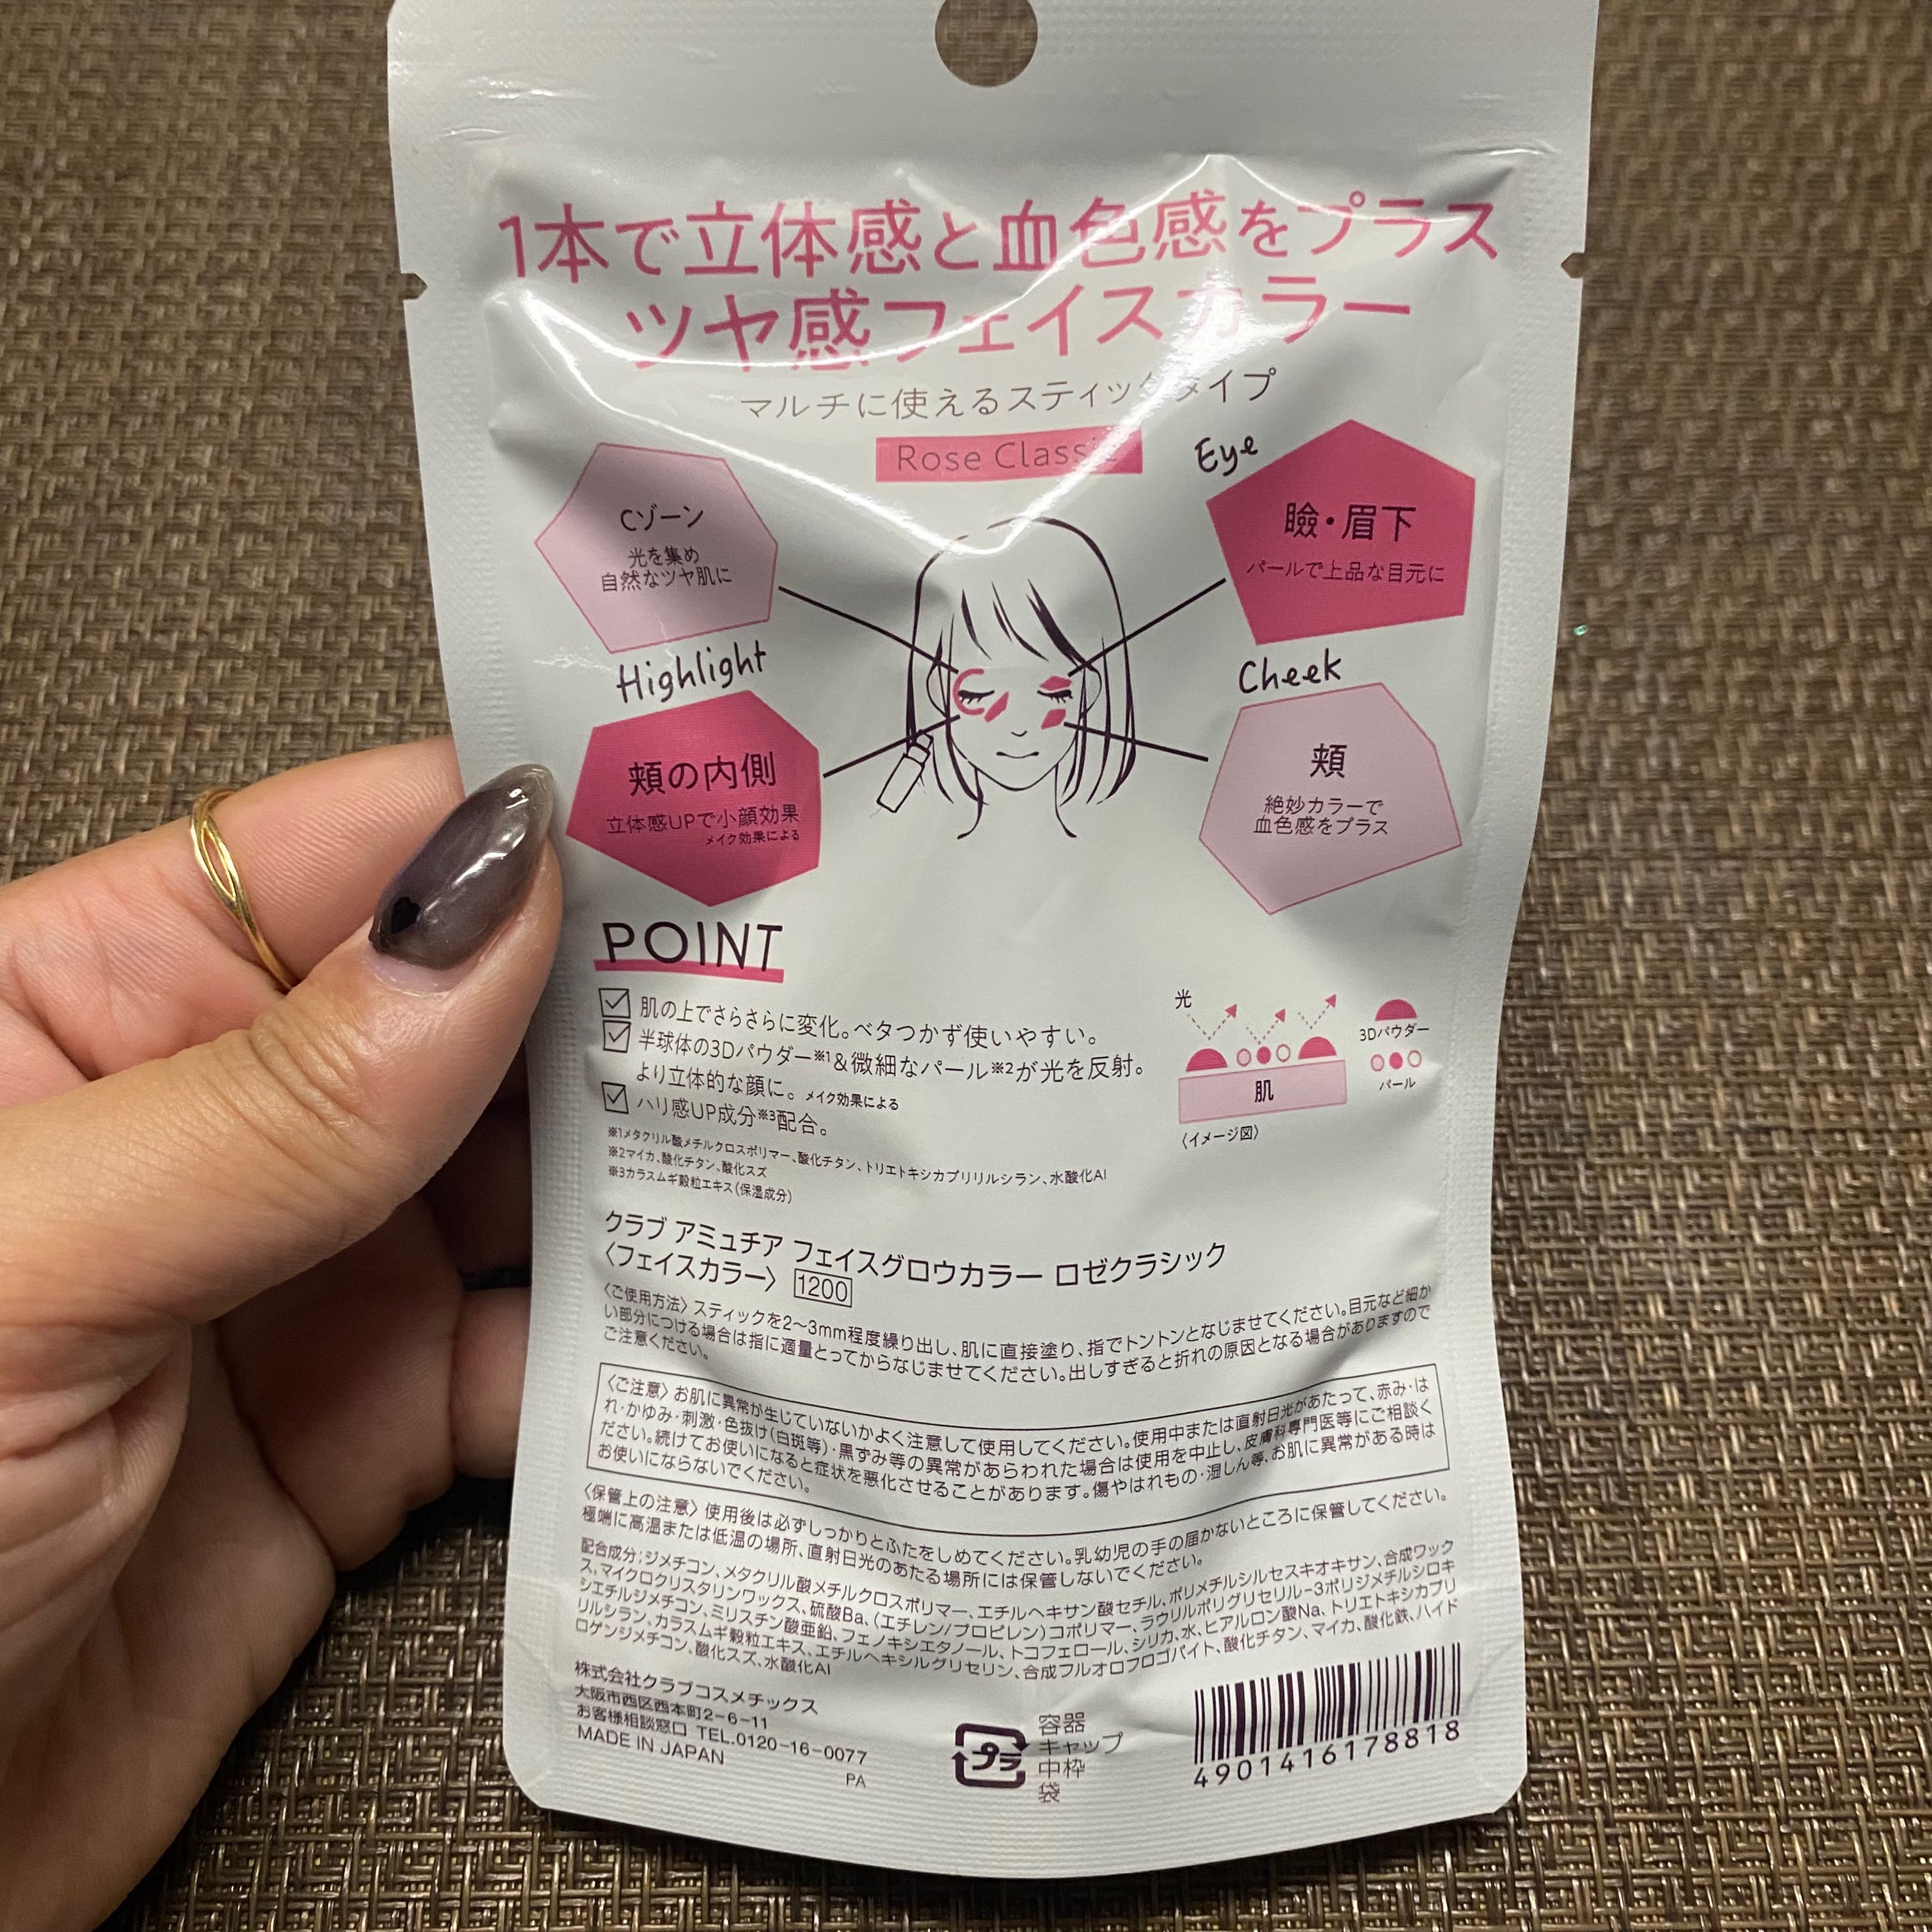 1本で立体感と血色感をプラス
ツヤ感フェイスカラー
マルチに使えるスティックタイプ
Rose Classic
Cゾーン
光を集め
自然なツヤ肌に
Highlight
頬の内側
立体感UPで小顔効果
メイク効果による
Eye
瞼・眉下
パールで上品な目元に
Cheek
頬
絶妙カラーで
血色感をプラス
POINT
肌の上でさらさらに変化。ベタつかず使いやすい。
半球体の3Dパウダー※1&微細なパール※2が光を反射。
より立体的な顔に。メイク効果による
ハリ感UP成分※3配合。
光
肌
3Dパウダー
パール
〈イメージ図〉
※1メタクリル酸メチルクロスポリマー、酸化チタン、トリエトキシカプリリルシラン、水酸化Al
※2マイカ、酸化チタン、酸化スズ
※3カラスムギ穀粒エキス(保湿成分)
クラブ アミュチア フェイスグロウカラー ロゼクラシック
〈フェイスカラー〉 1200
〈ご使用方法〉スティックを2〜3mm程度繰り出し、肌に直接塗り、指でトントンとなじませてください。目元など細か
い部分につける場合は指に適量とってからなじませてください。出しすぎると折れの原因となる場合がありますので
ご注意ください。
〈ご注意〉お肌に異常が生じていないかよく注意して使用してください。使用中または直射日光があたって、赤み・は
れ・かゆみ・刺激・色抜け(白斑等)・黒ずみ等の異常があらわれた場合は使用を中止し、皮膚科専門医等にご相談く
ださい。続けてお使いになると症状を悪化させることがあります。傷やはれもの・湿しん等、お肌に異常がある時は
お使いにならないでください。
〈保管上の注意〉使用後は必ずしっかりとふたをしめてください。乳幼児の手の届かないところに保管してください。
極端に高温または低温の場所、直射日光のあたる場所には保管しないでください。
配合成分;ジメチコン、メタクリル酸メチルクロスポリマー、エチルヘキサン酸セチル、ポリメチルシルセスキオキサン、合成ワック
ス、マイクロクリスタリンワックス、硫酸Ba、(エチレン/プロピレン)コポリマー、ラウリルポリグリセリル-3ポリジメチルシロキ
シエチルジメチコン、ミリスチン酸亜鉛、フェノキシエタノール、トコフェロール、シリカ、水、ヒアルロン酸Na、トリエトキシカプリ
リルシラン、カラスムギ穀粒エキス、エチルヘキシルグリセリン、合成フルオロフロゴパイト、酸化チタン、マイカ、酸化鉄、ハイド
ロゲンジメチコン、酸化スズ、水酸化Al
株式会社クラブコスメチックス
大阪市西区西本町2-6-11
お客様相談窓口 TEL.0120-16-0077
MADE IN JAPAN
PA
プラ
容器
キャップ
中枠
袋
4901416178818